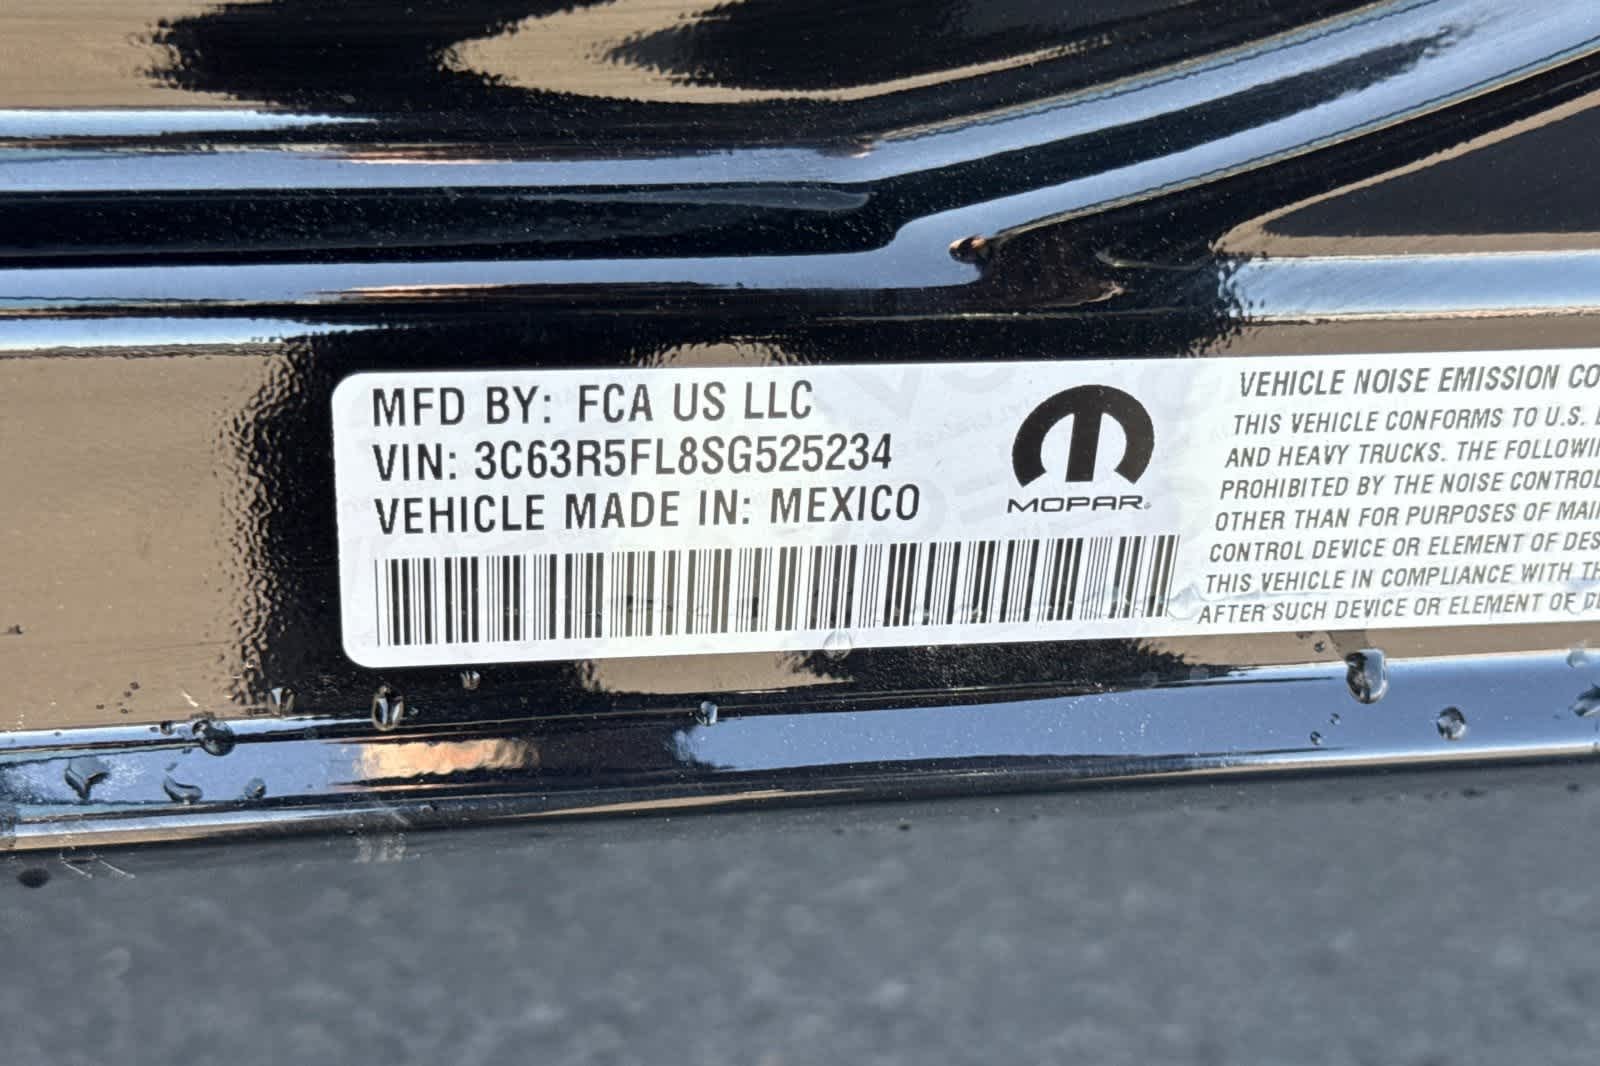 MFD BY: FCA US LLC
VIN: 3C63R5FL8SG525234
VEHICLE MADE IN: MEXICO
MOPAR®
VEHICLE NOISE EMISSION CO
THIS VEHICLE CONFORMS TO U.S.
AND HEAVY TRUCKS. THE FOLLOWI
PROHIBITED BY THE NOISE CONTROL
OTHER THAN FOR PURPOSES OF MAI
CONTROL DEVICE OR ELEMENT OF DES
THIS VEHICLE IN COMPLIANCE WITH TH
AFTER SUCH DEVICE OR ELEMENT OF DE